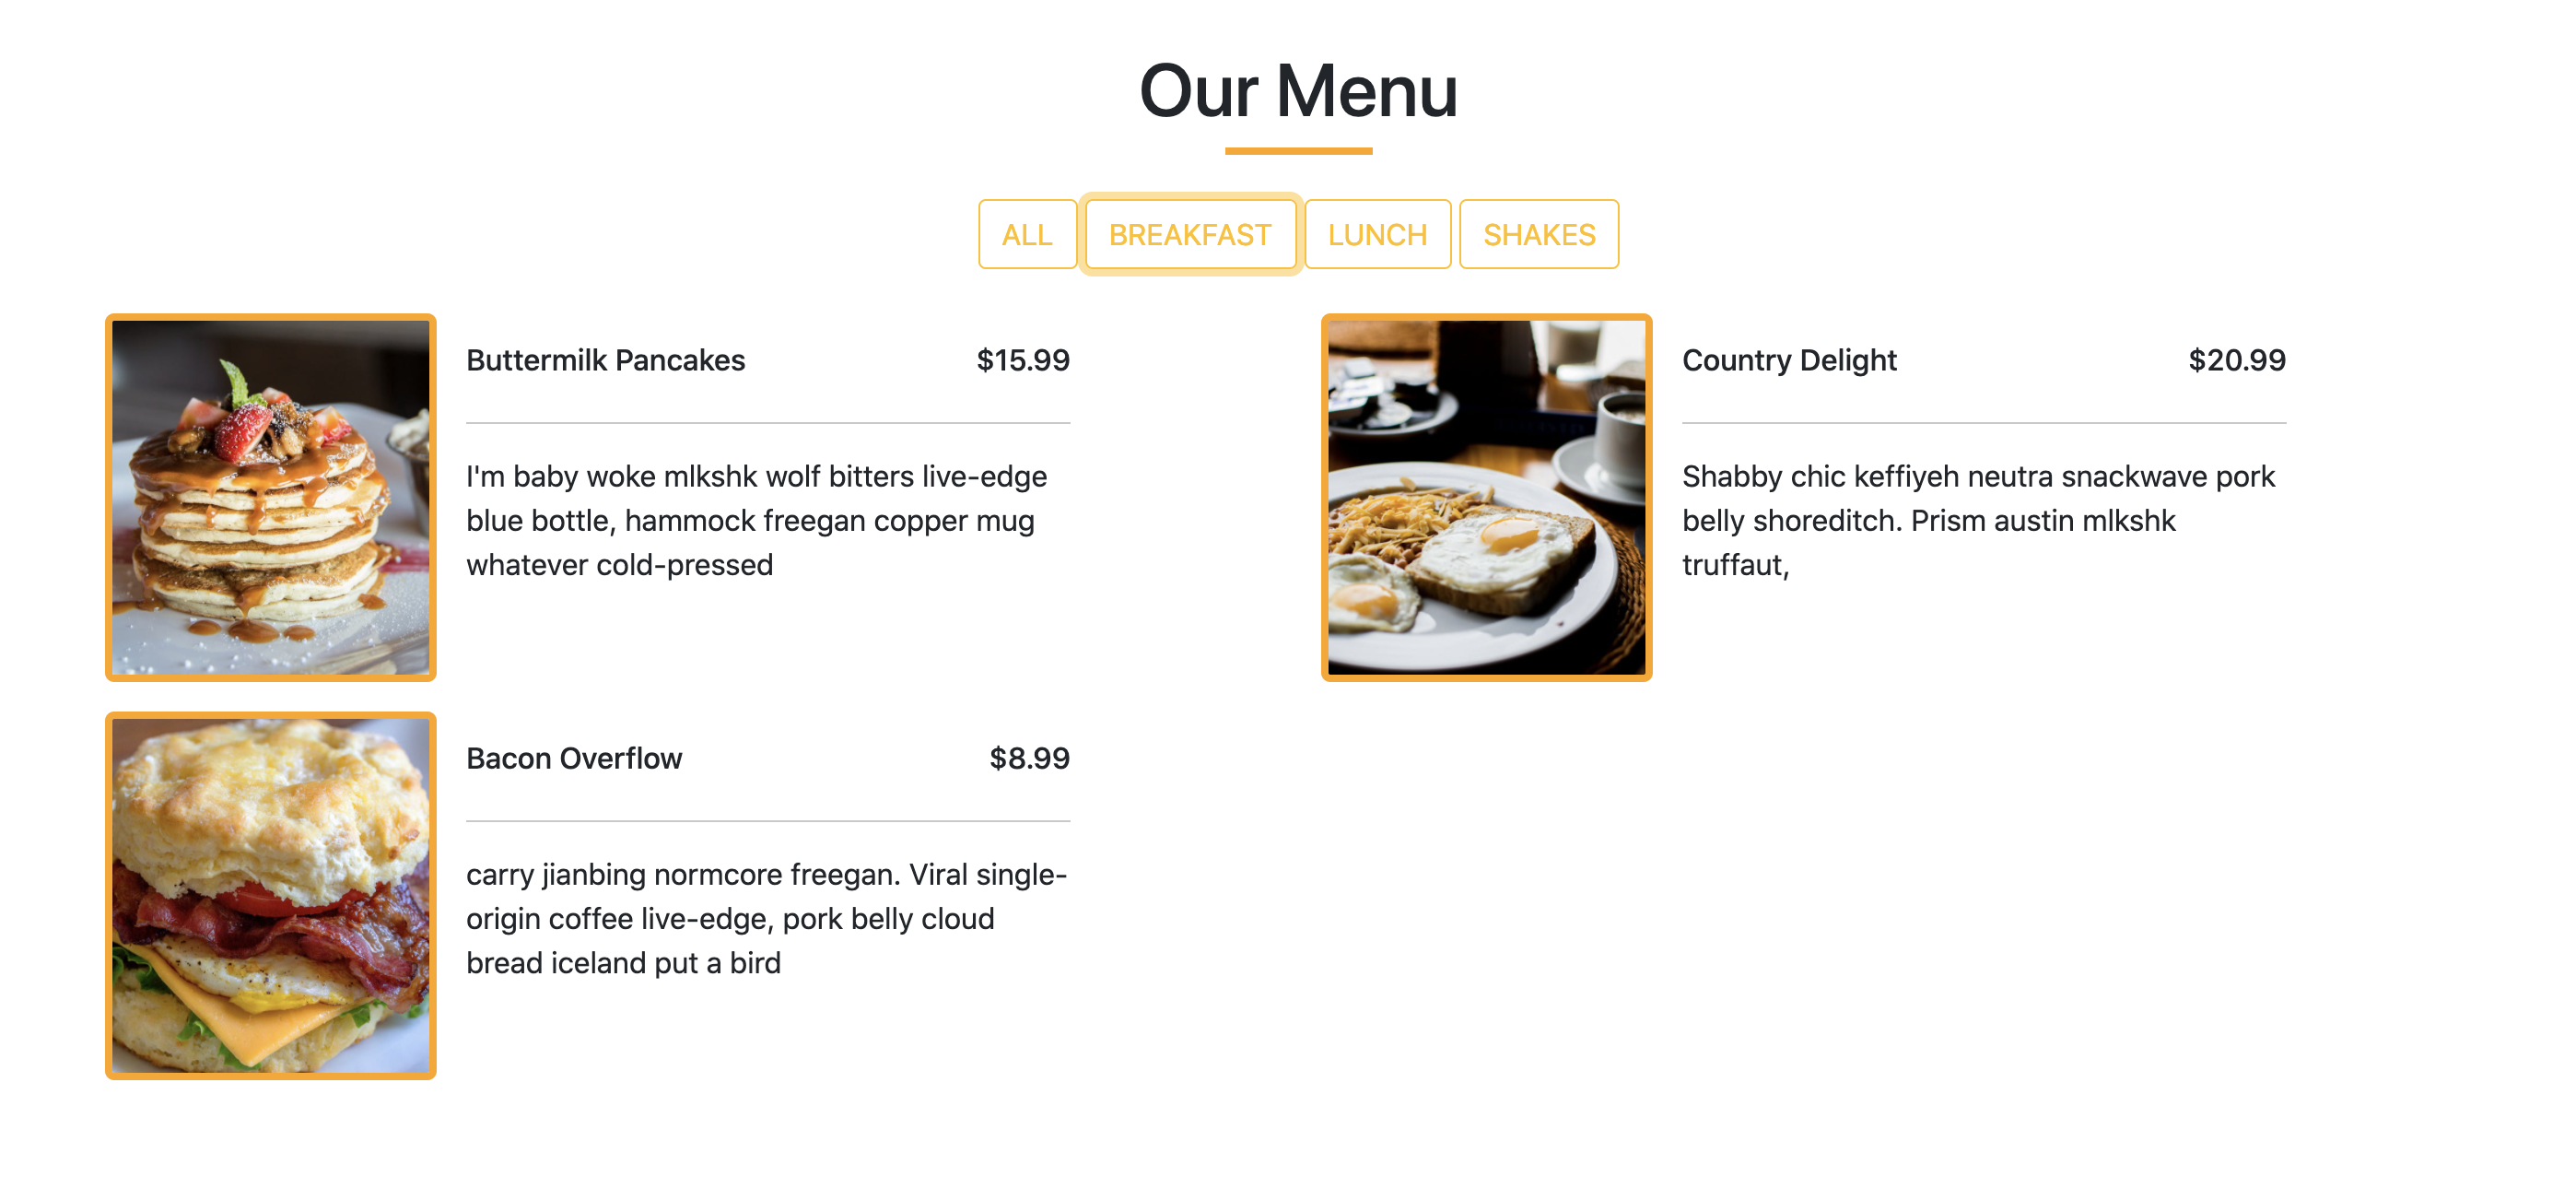 Our Menu
ALL BREAKFAST LUNCH SHAKES
Buttermilk Pancakes $15.99
I'm baby woke mlkshk wolf bitters live-edge
blue bottle, hammock freegan copper mug
whatever cold-pressed
Country Delight $20.99
Shabby chic keffiyeh neutra snackwave pork
belly shoreditch. Prism austin mlkshk
truffaut,
Bacon Overflow $8.99
carry jianbing normcore freegan. Viral single-
origin coffee live-edge, pork belly cloud
bread iceland put a bird